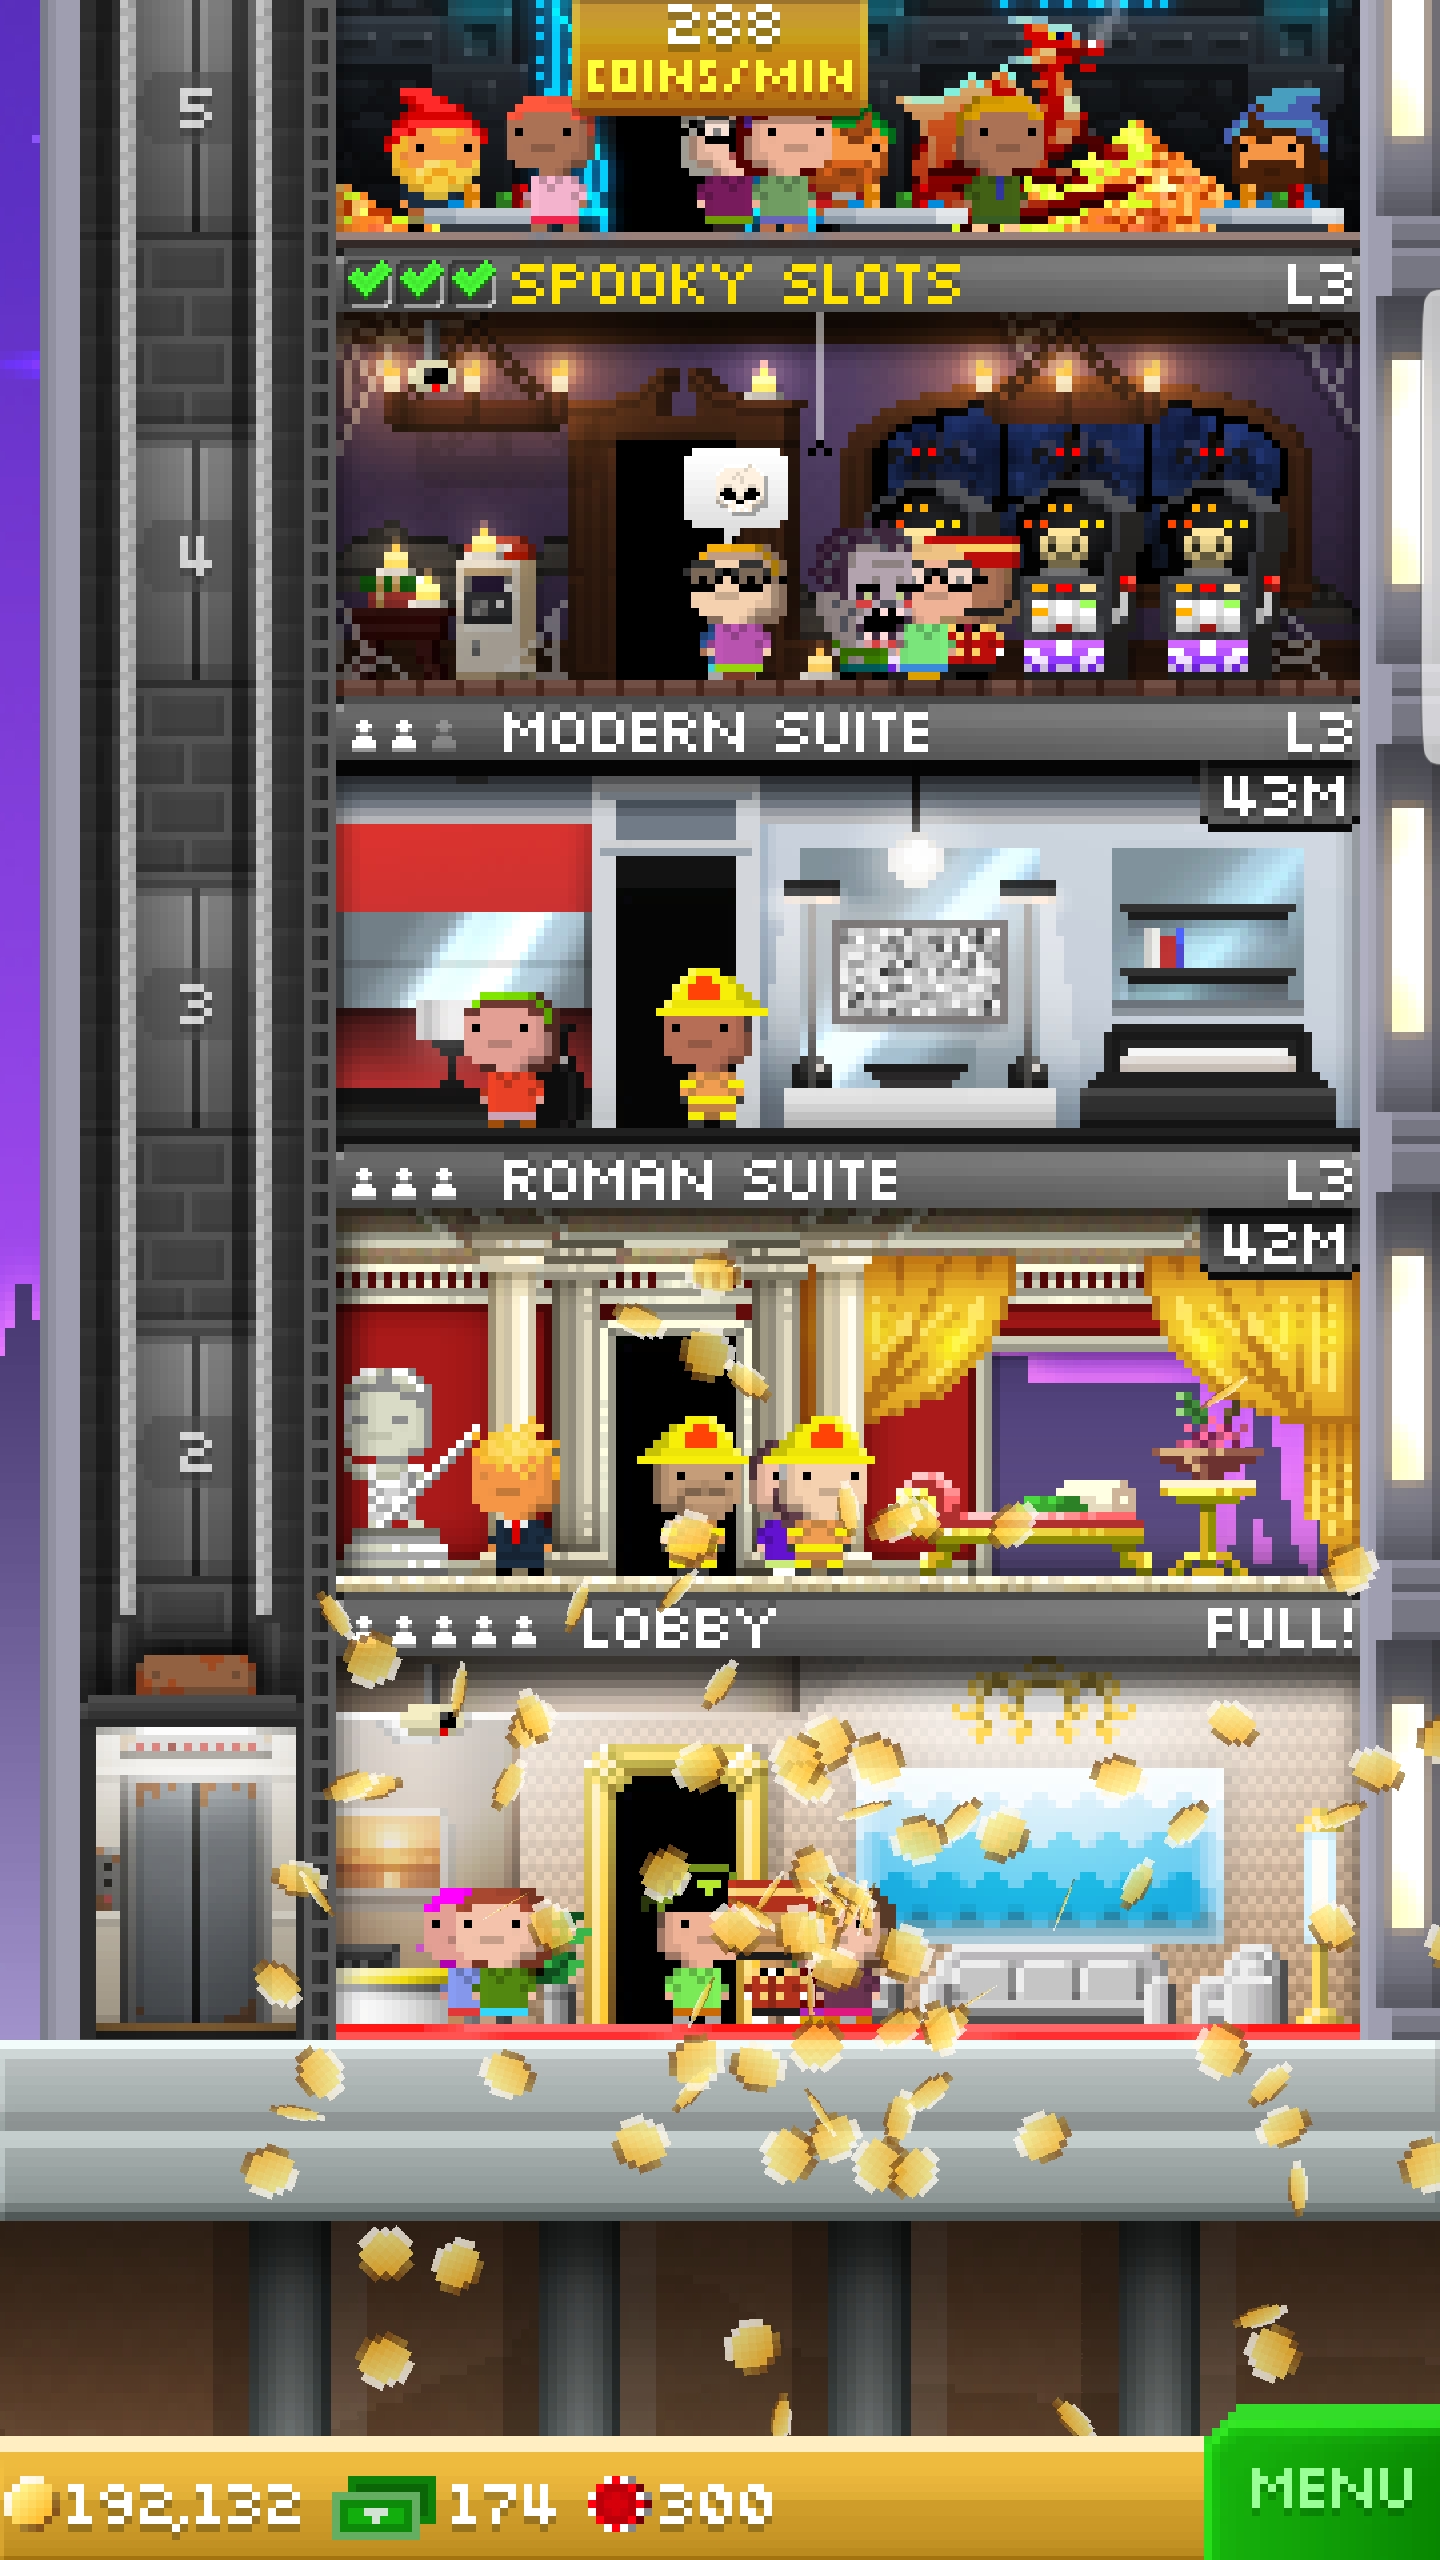 288
COINS/MIN
5
SPOOKY SLOTS L3
4
MODERN SUITE L3
43M
3
ROMAN SUITE L3
42M
2
LOBBY FULL!
192,132 174 300
MENU